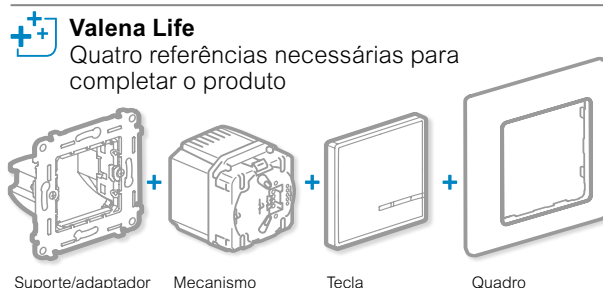 Valena Life
Quatro referências necessárias para
completar o produto
Suporte/adaptador Mecanismo Tecla Quadro